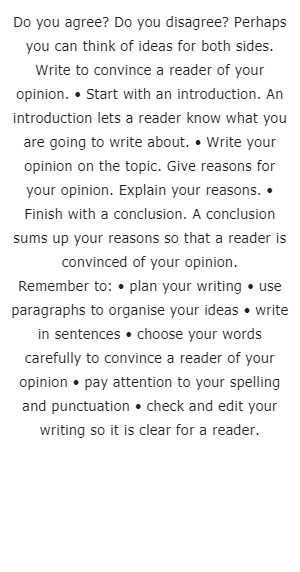 Do you agree? Do you disagree? Perhaps
you can think of ideas for both sides.
Write to convince a reader of your
opinion. • Start with an introduction. An
introduction lets a reader know what you
are going to write about. • Write your
opinion on the topic. Give reasons for
your opinion. Explain your reasons. •
Finish with a conclusion. A conclusion
sums up your reasons so that a reader is
convinced of your opinion.
Remember to: • plan your writing • use
paragraphs to organise your ideas • write
in sentences • choose your words
carefully to convince a reader of your
opinion • pay attention to your spelling
and punctuation • check and edit your
writing so it is clear for a reader.